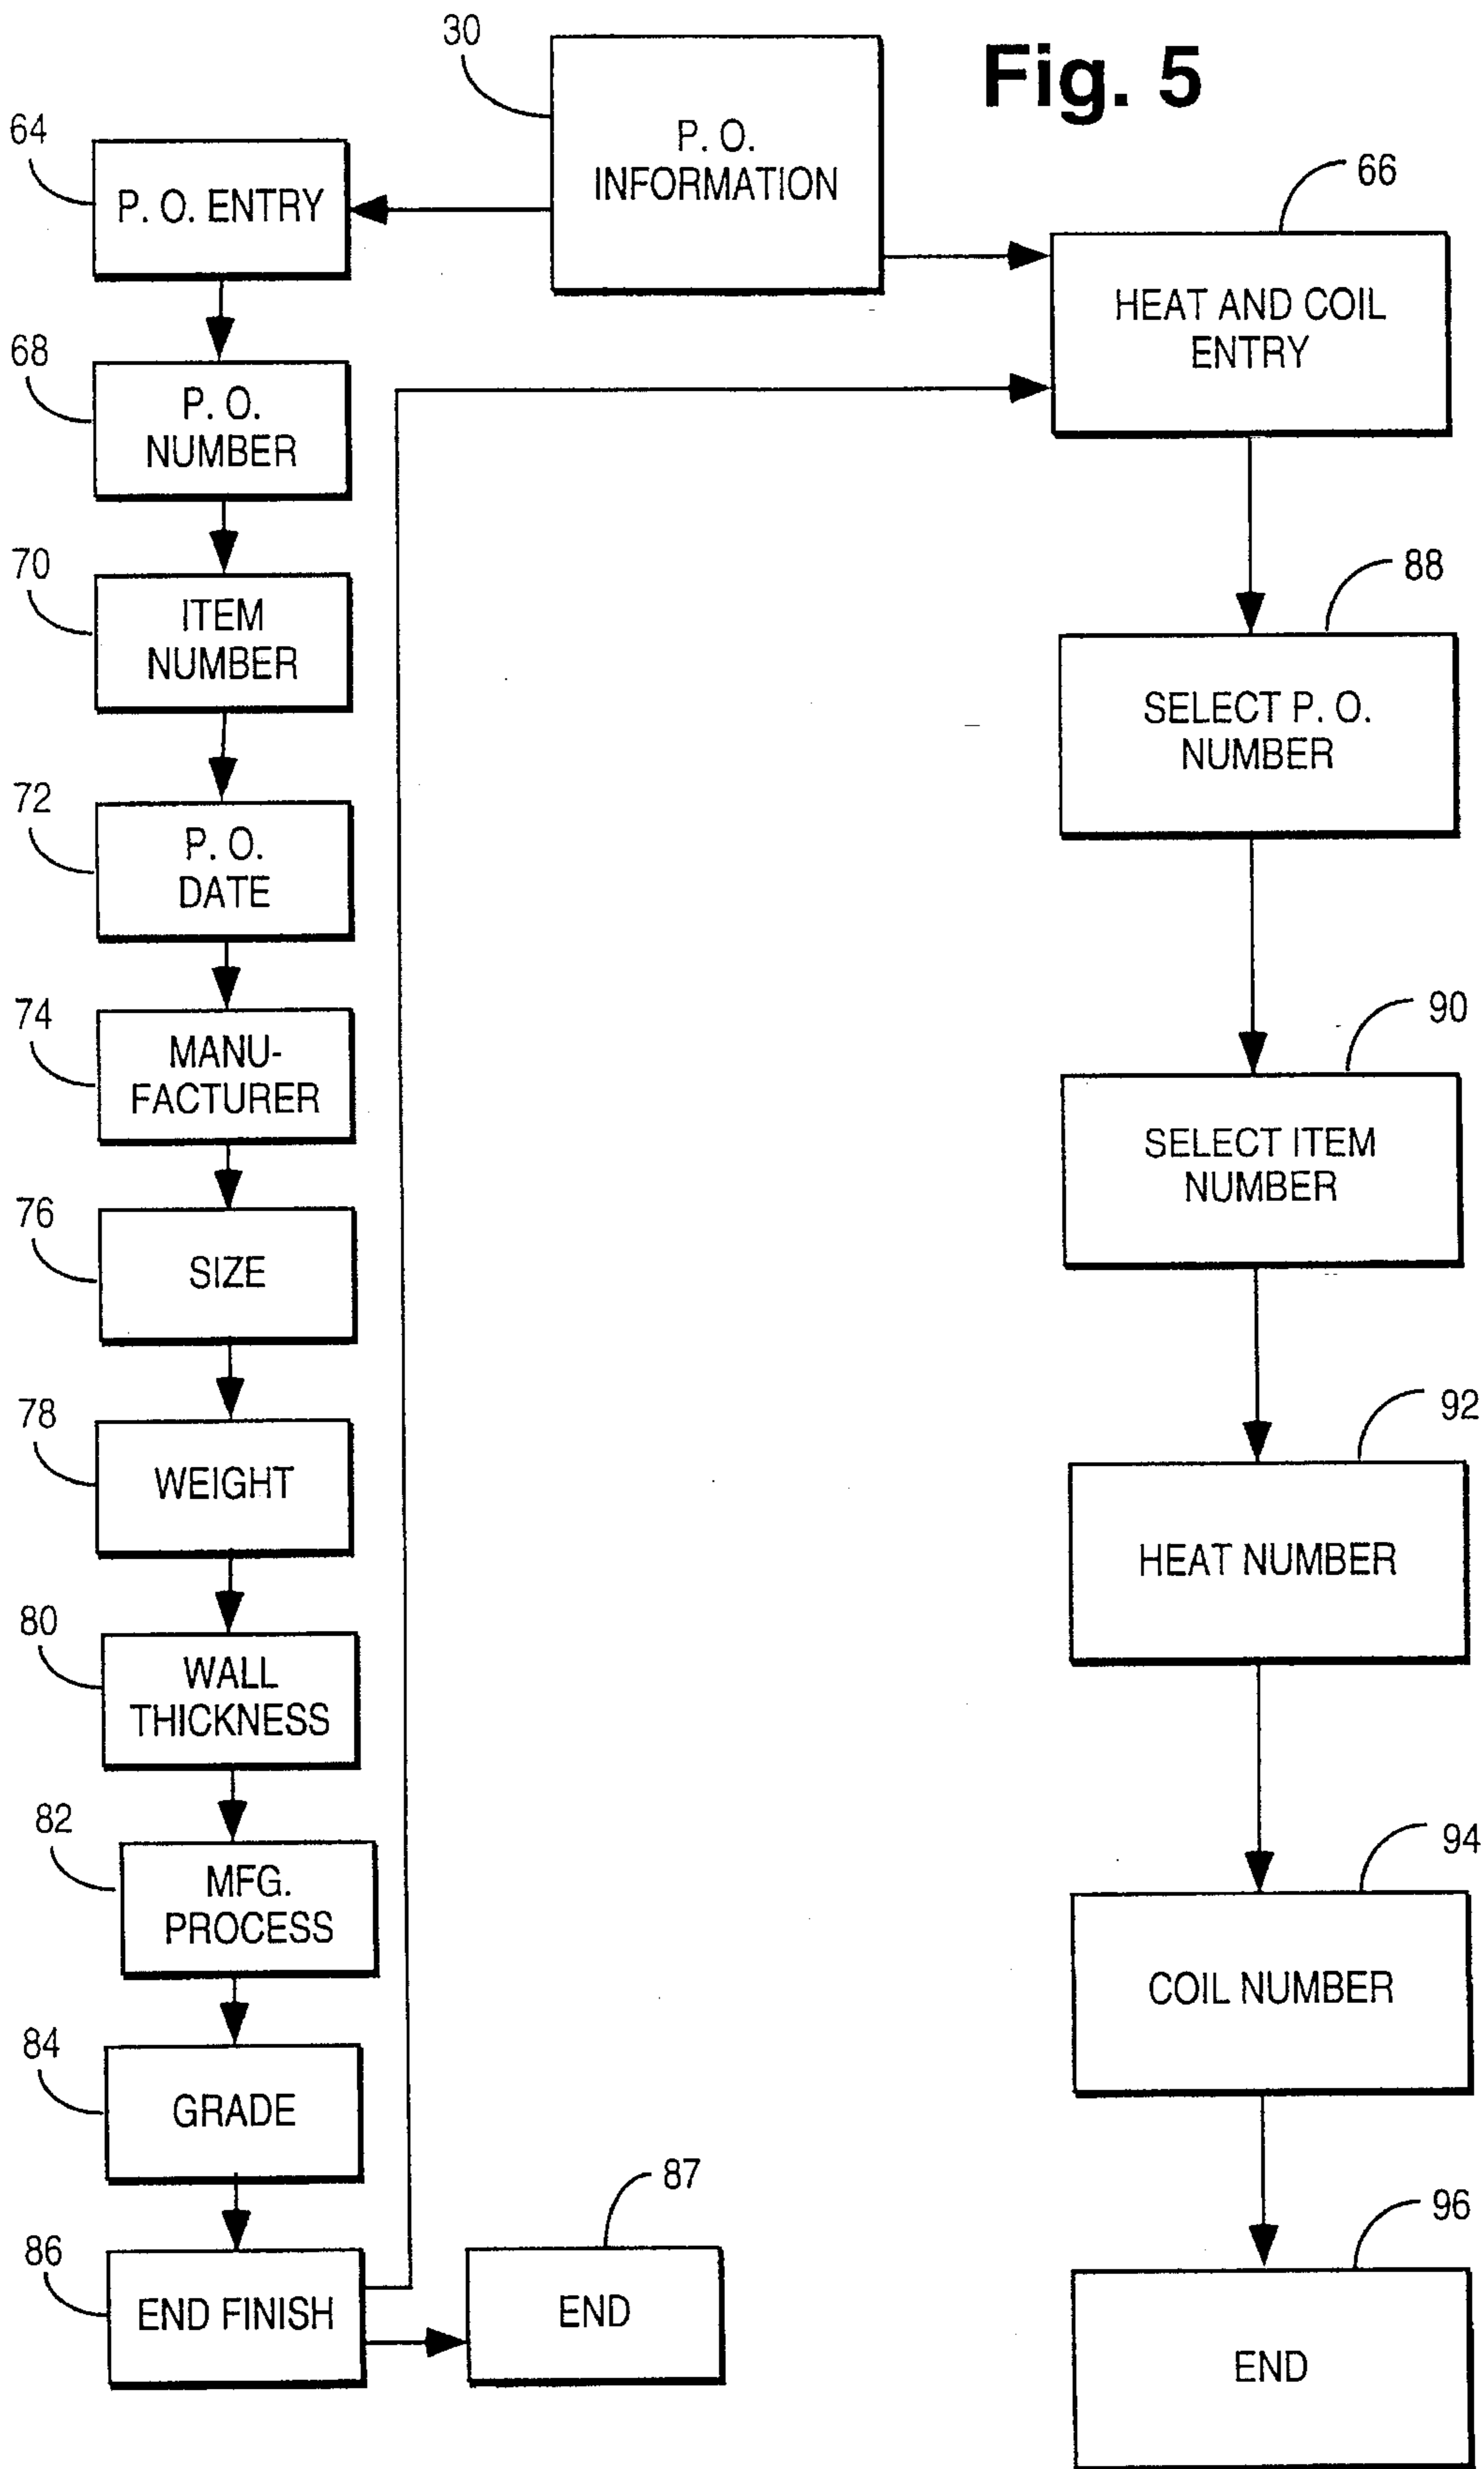 Fig. 5
30
P. O.
INFORMATION
64
P. O. ENTRY
66
HEAT AND COIL
ENTRY
68
P. O.
NUMBER
70
ITEM
NUMBER
72
P. O.
DATE
74
MANU-
FACTURER
76
SIZE
78
WEIGHT
80
WALL
THICKNESS
82
MFG.
PROCESS
84
GRADE
86
END FINISH
87
END
88
SELECT P. O.
NUMBER
90
SELECT ITEM
NUMBER
92
HEAT NUMBER
94
COIL NUMBER
96
END